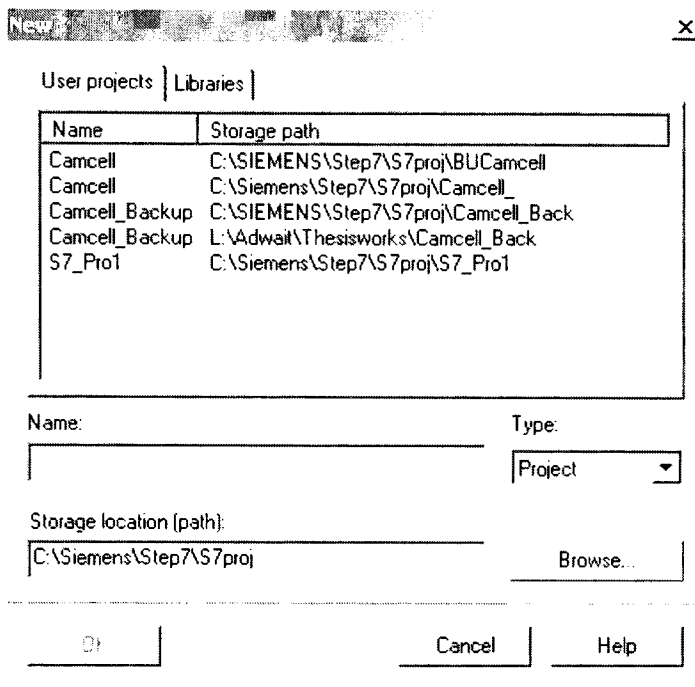 New
User projects Libraries
Name Storage path
Camcell C:\SIEMENS\Step7\S7proj\BUCamcell
Camcell C:\Siemens\Step7\S7proj\Camcell_
Camcell_Backup C:\SIEMENS\Step7\S7proj\Camcell_Back
Camcell_Backup L:\Adwait\Thesisworks\Camcell_Back
S7_Pro1 C:\Siemens\Step7\S7proj\S7_Pro1
Name:
Type:
Project
Storage location (path):
C:\Siemens\Step7\S7proj
Browse...
Cancel Help